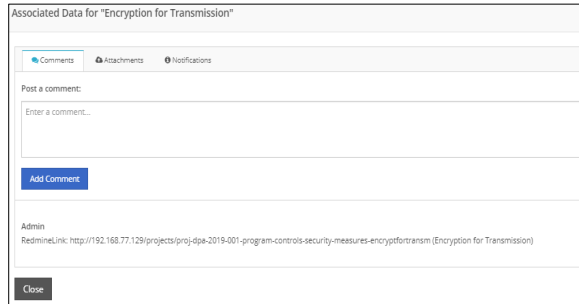 Associated Data for "Encryption for Transmission"
Comments Attachments Notifications
Post a comment:
Enter a comment...
Add Comment
Admin
RedmineLink: http://192.168.77.129/projects/proj-dpa-2019-001-program-controls-security-measures-encryptfortransm (Encryption for Transmission)
Close